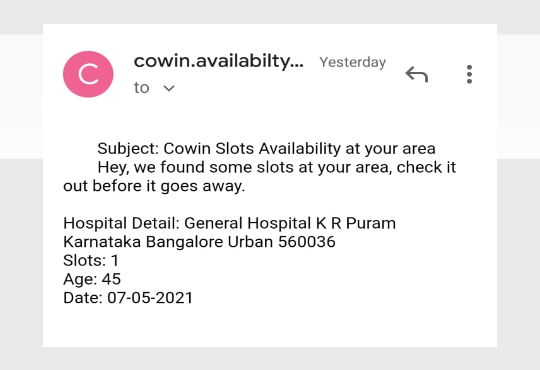 C
cowin.availabilty... Yesterday
to
Subject: Cowin Slots Availability at your area
Hey, we found some slots at your area, check it
out before it goes away.
Hospital Detail: General Hospital K R Puram
Karnataka Bangalore Urban 560036
Slots: 1
Age: 45
Date: 07-05-2021